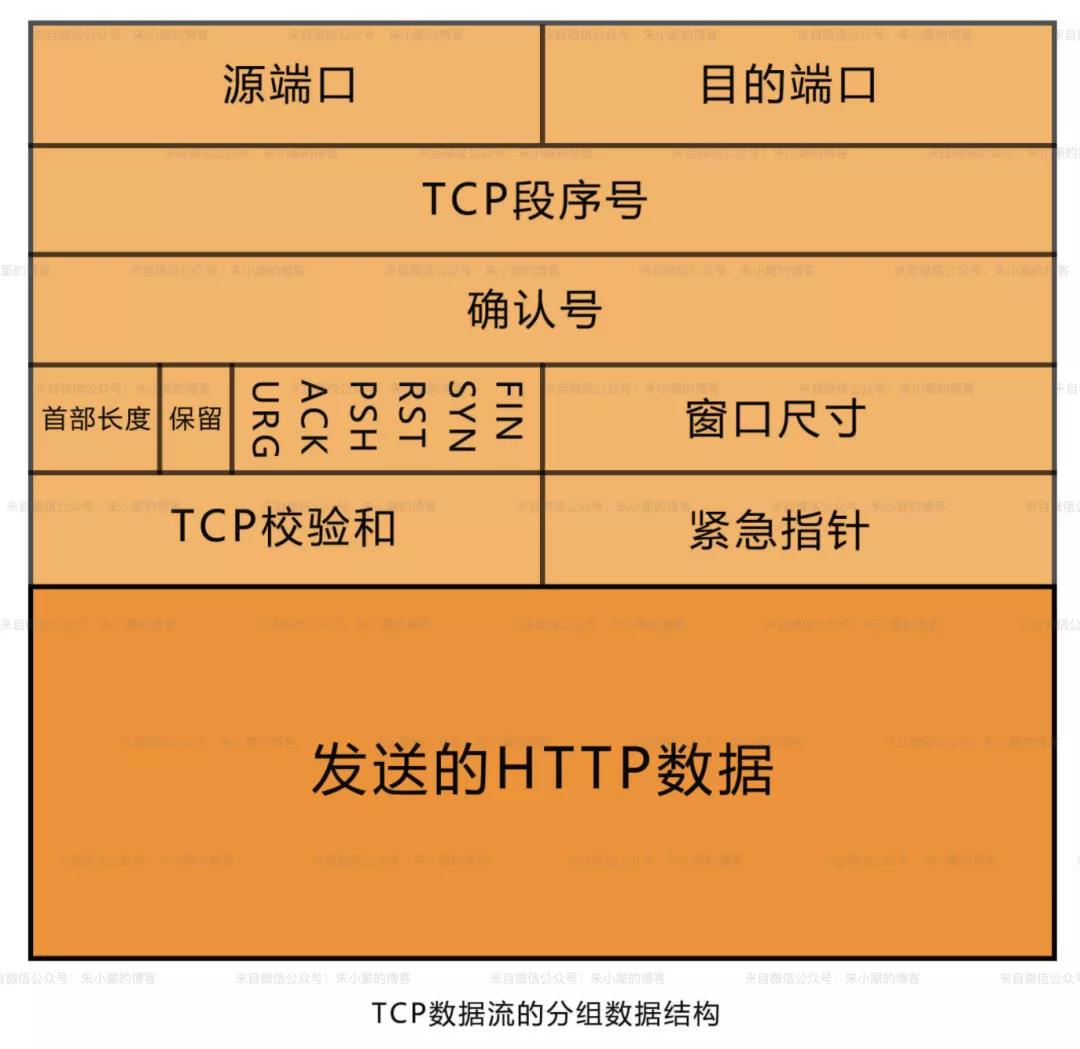 源端口 目的端口
TCP段序号
确认号
首部长度 保留 URG ACK PSH RST SYN FIN 窗口尺寸
TCP校验和 紧急指针
发送的HTTP数据
来自微信公众号：朱小厮的博客
TCP数据流的分组数据结构